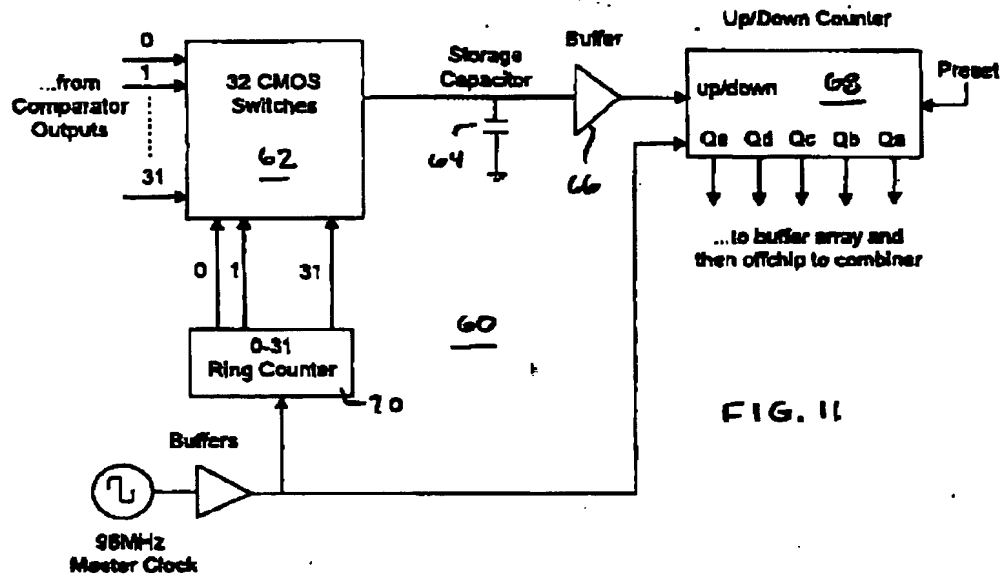 Up/Down Counter
0
1
...from
Comparator
Outputs
31
32 CMOS
Switches
62
Storage
Capacitor
64
Buffer
66
up/down
68
Preset
Qe Qd Qc Qb Qa
...to buffer array and
then offchip to combiner
0 1 31
0-31
Ring Counter
70
60
FIG. 11
Buffers
96MHz
Master Clock